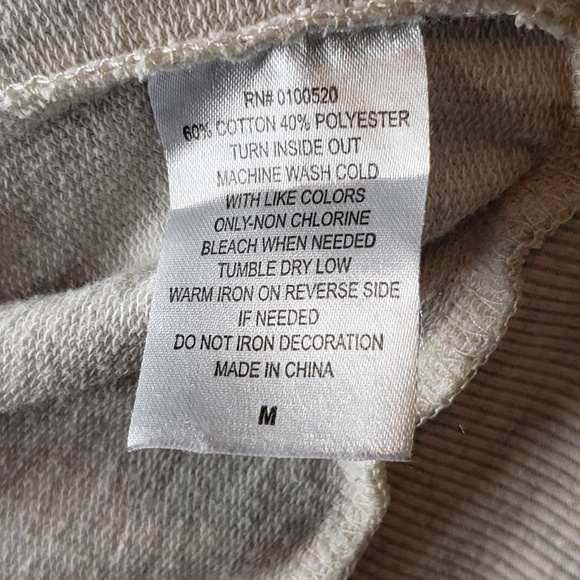 RN# 0100520
60% COTTON 40% POLYESTER
TURN INSIDE OUT
MACHINE WASH COLD
WITH LIKE COLORS
ONLY-NON CHLORINE
BLEACH WHEN NEEDED
TUMBLE DRY LOW
WARM IRON ON REVERSE SIDE
IF NEEDED
DO NOT IRON DECORATION
MADE IN CHINA
M